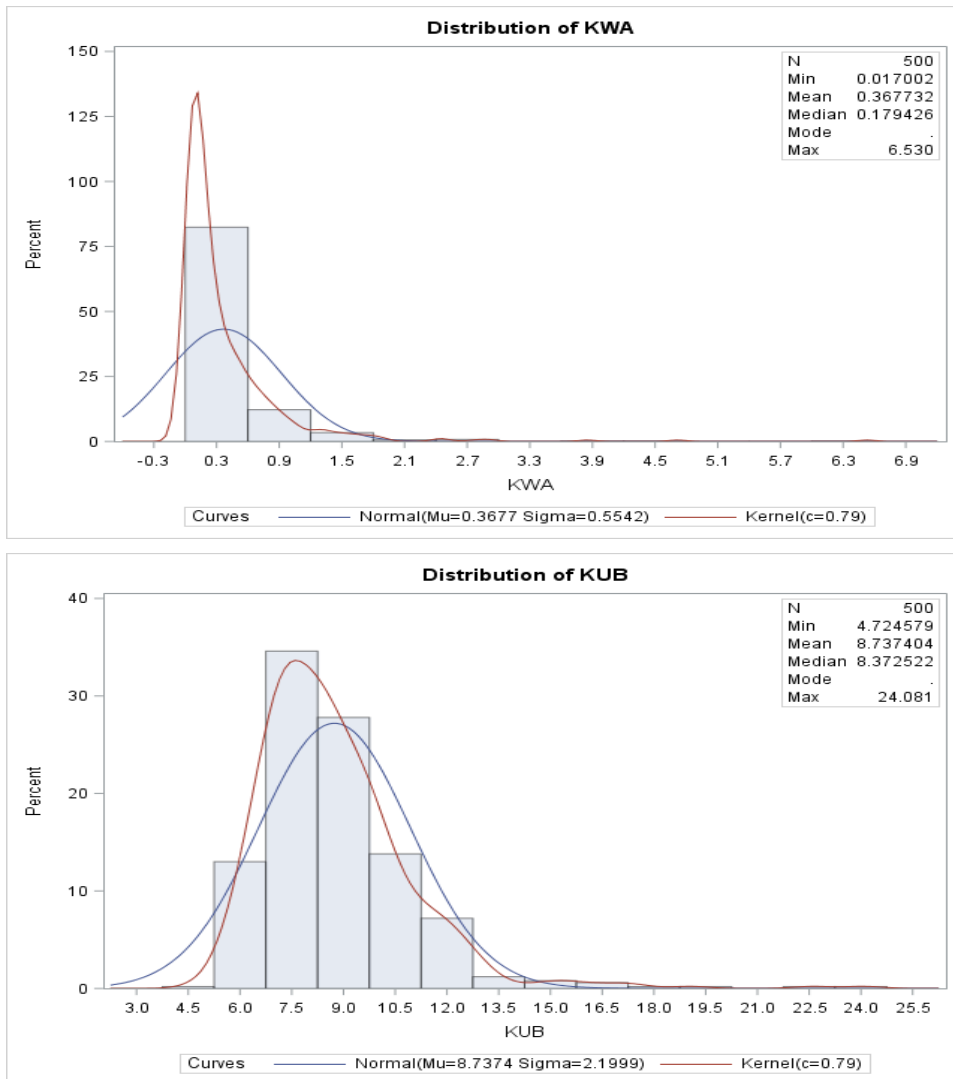 Distribution of KWA
150
125
100
75
50
25
0
Percent
N 500
Min 0.017002
Mean 0.367732
Median 0.179426
Mode .
Max 6.530
-0.3 0.3 0.9 1.5 2.1 2.7 3.3 3.9 4.5 5.1 5.7 6.3 6.9
KWA
Curves Normal(Mu=0.3677 Sigma=0.5542) Kernel(c=0.79)
Distribution of KUB
40
30
20
10
0
Percent
N 500
Min 4.724579
Mean 8.737404
Median 8.372522
Mode .
Max 24.081
3.0 4.5 6.0 7.5 9.0 10.5 12.0 13.5 15.0 16.5 18.0 19.5 21.0 22.5 24.0 25.5
KUB
Curves Normal(Mu=8.7374 Sigma=2.1999) Kernel(c=0.79)